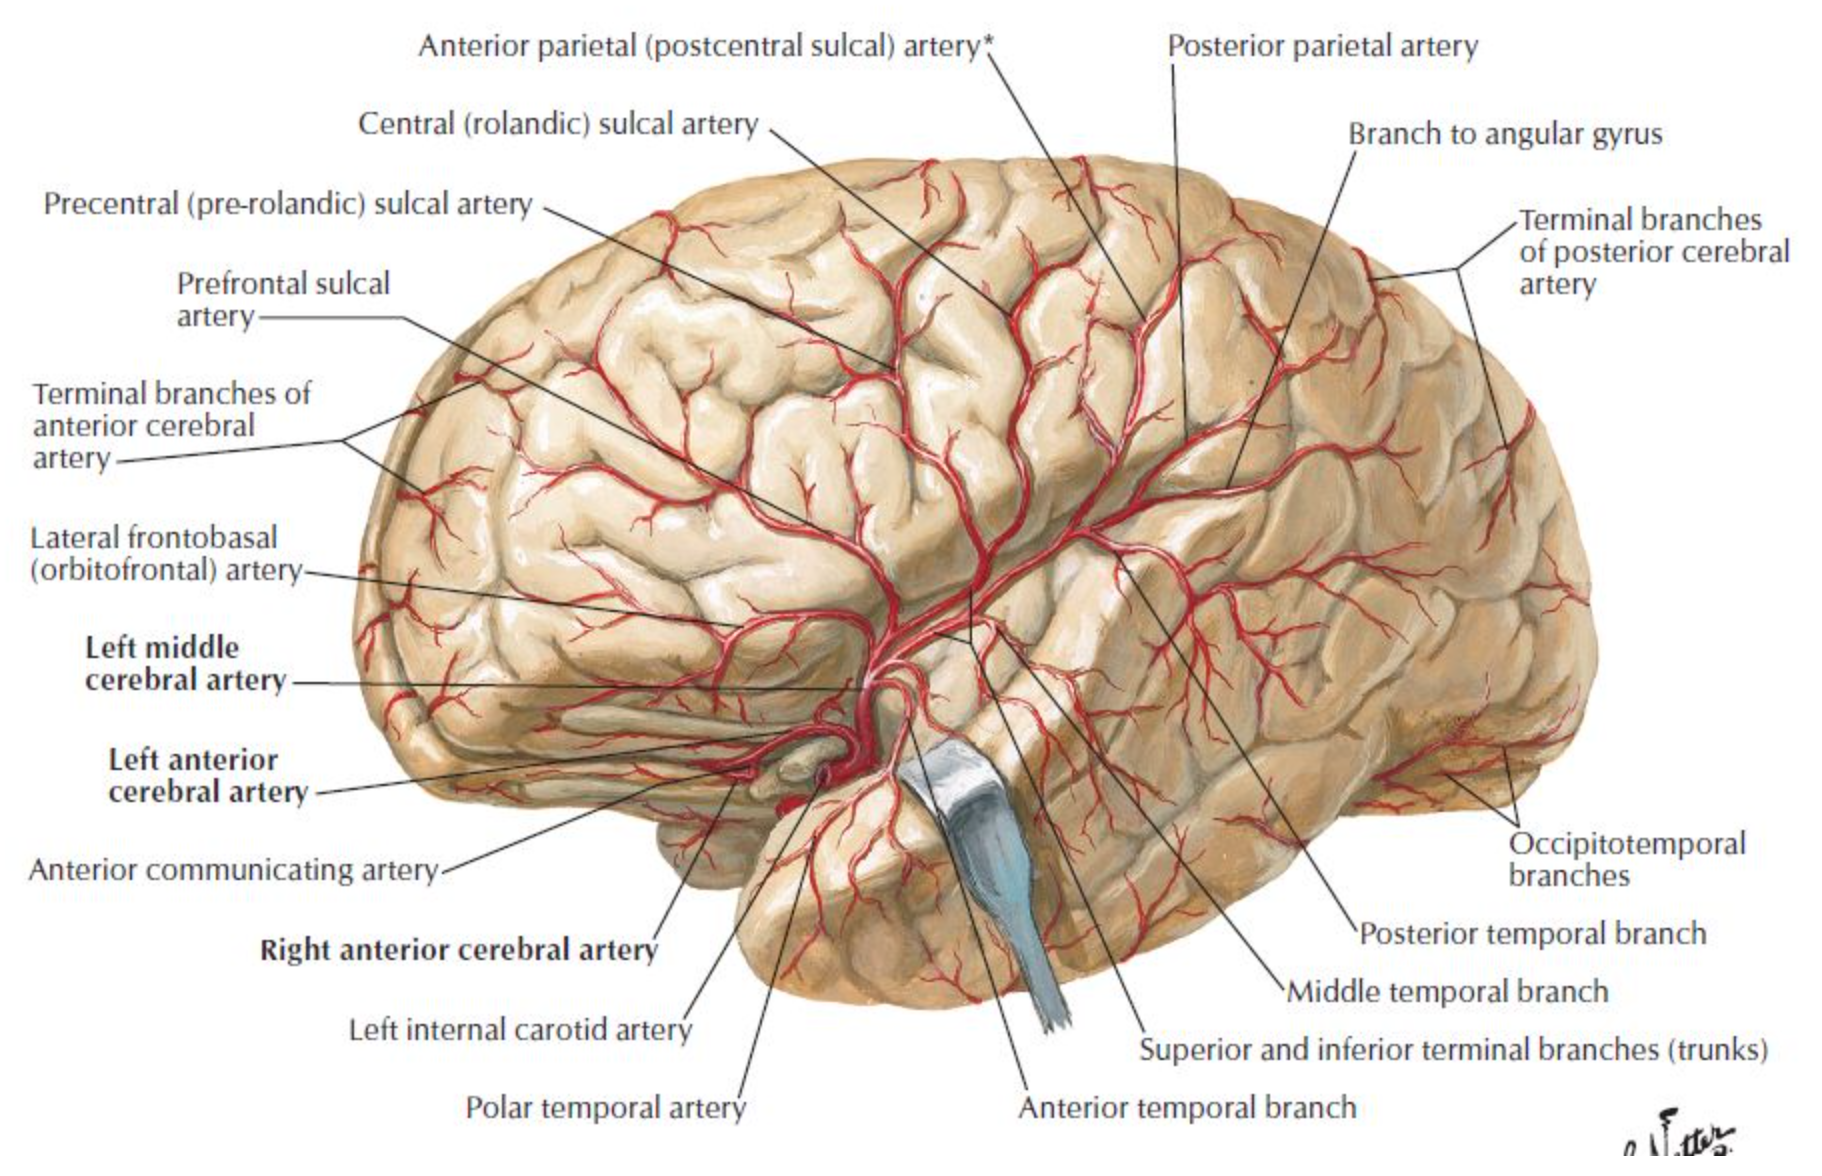 Anterior parietal (postcentral sulcal) artery*
Posterior parietal artery
Central (rolandic) sulcal artery
Branch to angular gyrus
Precentral (pre-rolandic) sulcal artery
Terminal branches
of posterior cerebral
artery
Prefrontal sulcal
artery
Terminal branches of
anterior cerebral
artery
Lateral frontobasal
(orbitofrontal) artery
Left middle
cerebral artery
Left anterior
cerebral artery
Anterior communicating artery
Right anterior cerebral artery
Left internal carotid artery
Polar temporal artery
Occipitotemporal
branches
Posterior temporal branch
Middle temporal branch
Superior and inferior terminal branches (trunks)
Anterior temporal branch
Netter